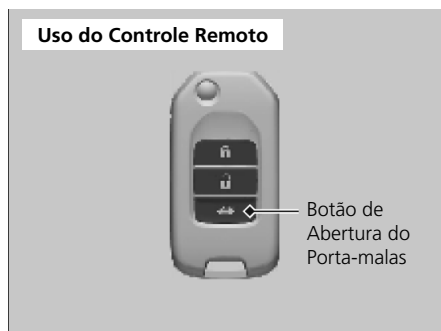 Uso do Controle Remoto
Botão de
Abertura do
Porta-malas